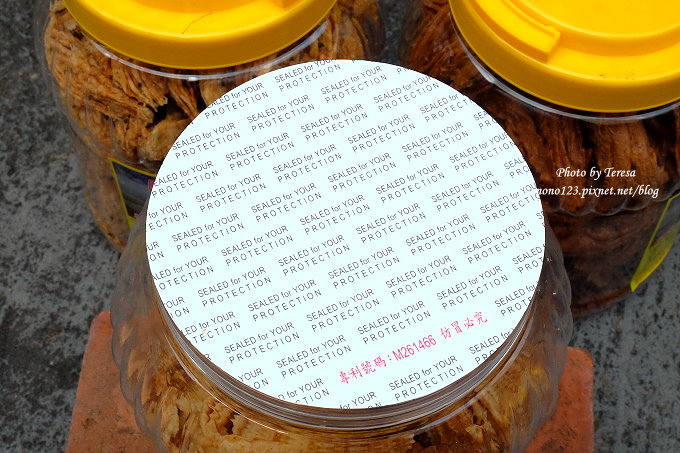 SEALED for YOUR
PROTECTION
Photo by Teresa
mono123.pixnet.net/blog
專利號碼:M261466 仿冒必究